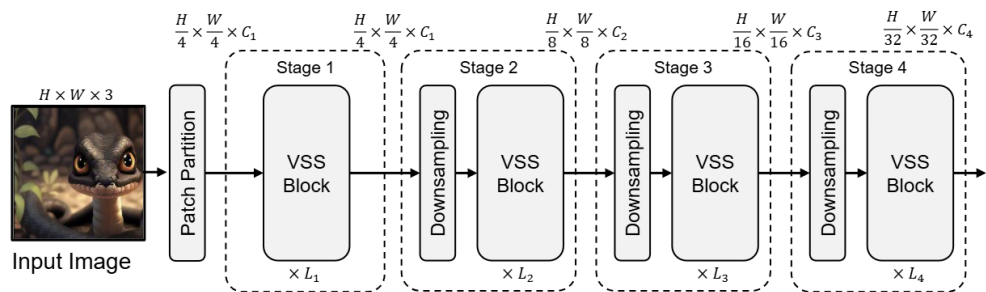 H × W × 3
Input Image
Patch Partition
H/4 × W/4 × C₁
Stage 1
VSS
Block
× L₁
H/4 × W/4 × C₁
Stage 2
Downsampling
VSS
Block
× L₂
H/8 × W/8 × C₂
Stage 3
Downsampling
VSS
Block
× L₃
H/16 × W/16 × C₃
Stage 4
Downsampling
VSS
Block
× L₄
H/32 × W/32 × C₄